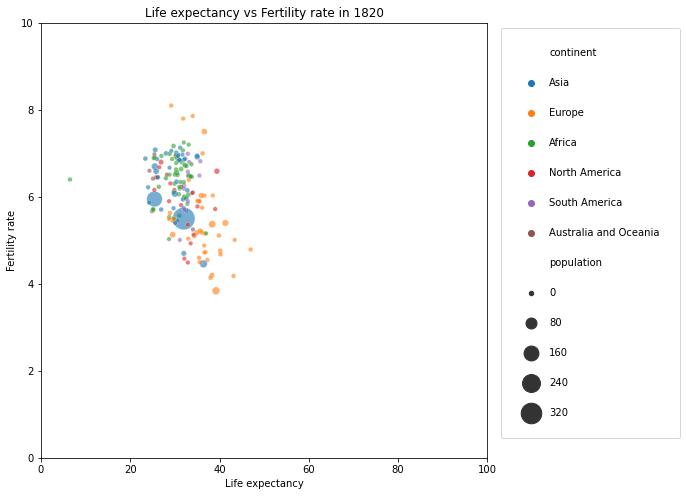 Life expectancy vs Fertility rate in 1820
10
8
6
4
2
0
Fertility rate
0 20 40 60 80 100
Life expectancy
continent
Asia
Europe
Africa
North America
South America
Australia and Oceania
population
0
80
160
240
320